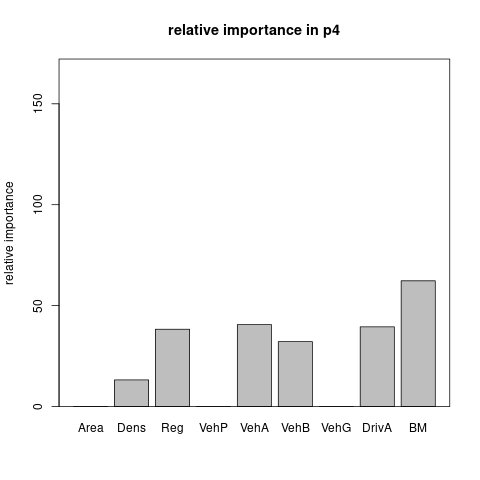 relative importance in p4
relative importance
150
100
50
0
Area Dens Reg VehP VehA VehB VehG DrivA BM